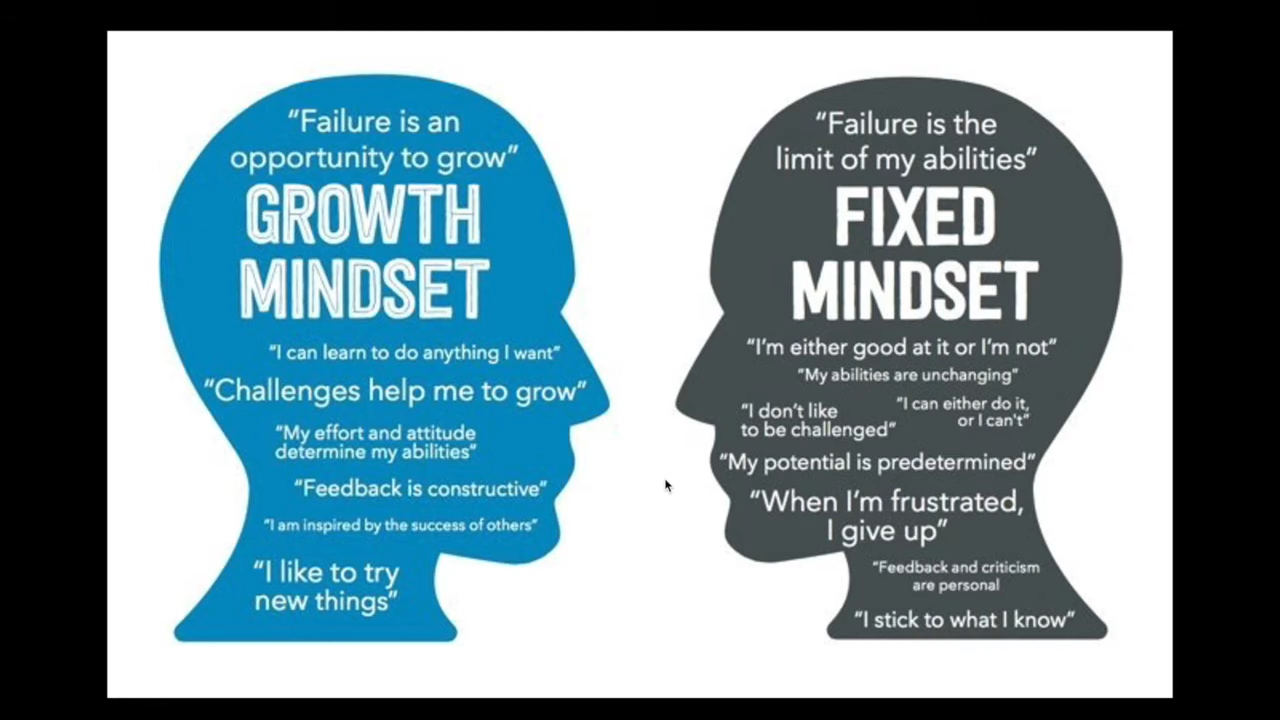 “Failure is an
opportunity to grow”
GROWTH
MINDSET
“I can learn to do anything I want”
“Challenges help me to grow”
“My effort and attitude
determine my abilities”
“Feedback is constructive”
“I am inspired by the success of others”
“I like to try
new things”
“Failure is the
limit of my abilities”
FIXED
MINDSET
“I’m either good at it or I’m not”
“My abilities are unchanging”
“I don’t like
to be challenged”
“I can either do it,
or I can't”
“My potential is predetermined”
“When I’m frustrated,
I give up”
“Feedback and criticism
are personal
“I stick to what I know”